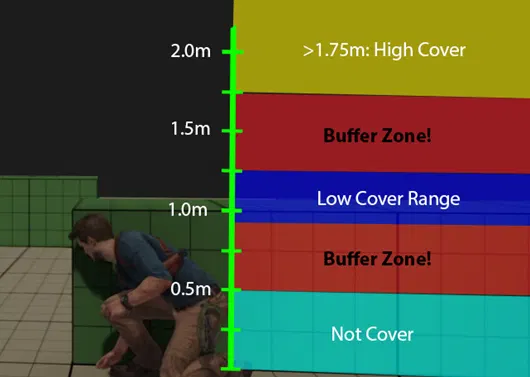 2.0m
>1.75m: High Cover
1.5m
Buffer Zone!
Low Cover Range
1.0m
Buffer Zone!
0.5m
Not Cover